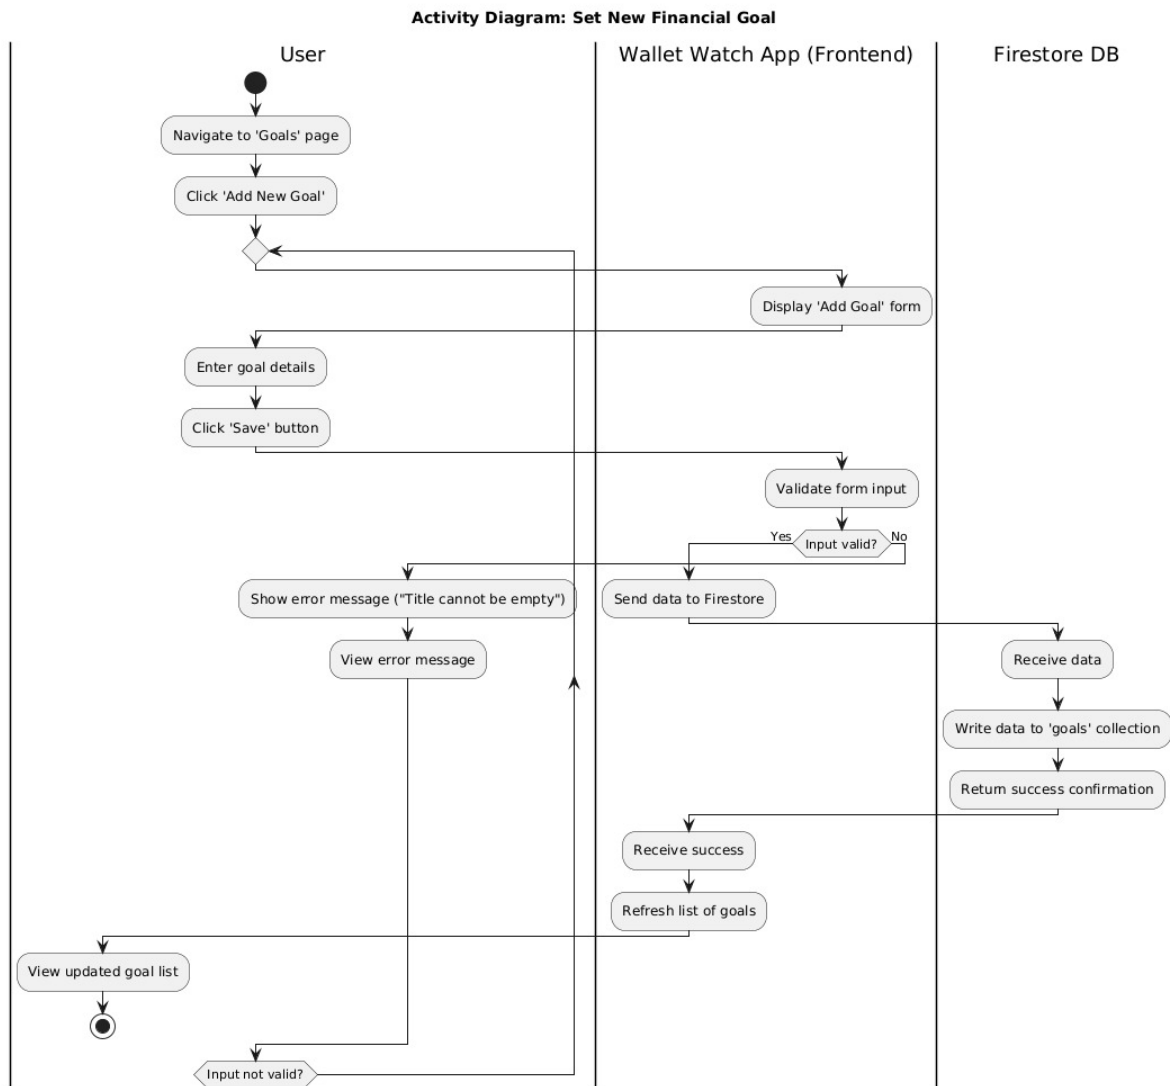 Activity Diagram: Set New Financial Goal
User
Wallet Watch App (Frontend)
Firestore DB
Navigate to 'Goals' page
Click 'Add New Goal'
Display 'Add Goal' form
Enter goal details
Click 'Save' button
Validate form input
Yes
Input valid?
No
Show error message ("Title cannot be empty")
Send data to Firestore
View error message
Receive data
Write data to 'goals' collection
Return success confirmation
Receive success
Refresh list of goals
View updated goal list
Input not valid?